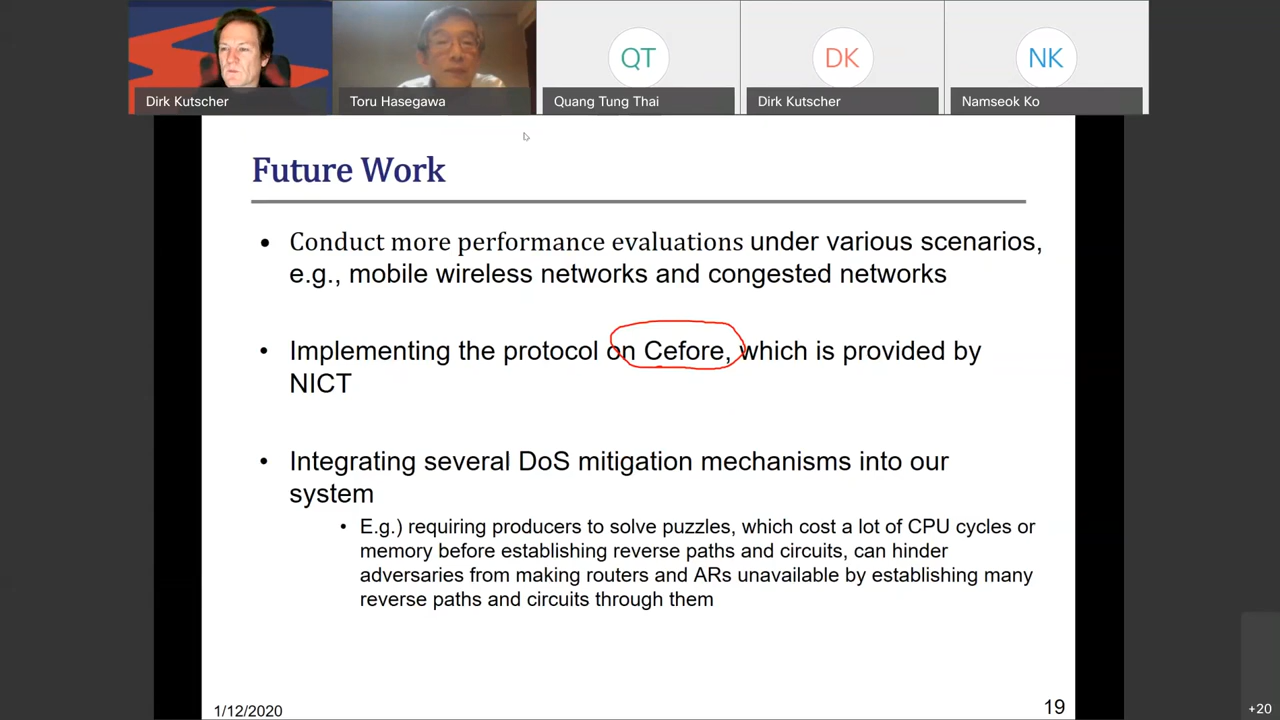 QT
DK
NK
Dirk Kutscher
Toru Hasegawa
Quang Tung Thai
Dirk Kutscher
Namseok Ko
Future Work
• Conduct more performance evaluations under various scenarios,
e.g., mobile wireless networks and congested networks
• Implementing the protocol on Cefore, which is provided by
NICT
• Integrating several DoS mitigation mechanisms into our
system
• E.g.) requiring producers to solve puzzles, which cost a lot of CPU cycles or
memory before establishing reverse paths and circuits, can hinder
adversaries from making routers and ARs unavailable by establishing many
reverse paths and circuits through them
1/12/2020
19
+20